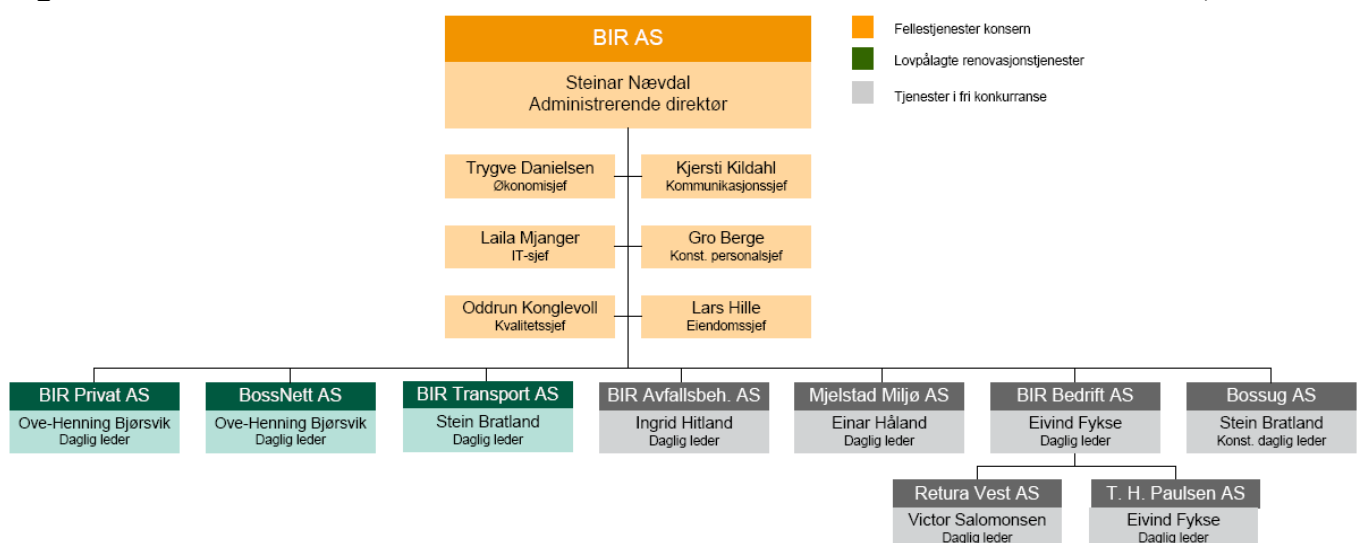 BIR AS
Steinar Nævdal
Administrerende direktør
Fellestjenester konsern
Lovpålagte renovasjonstjenester
Tjenester i fri konkurranse
Trygve Danielsen
Økonomisjef
Kjersti Kildahl
Kommunikasjonssjef
Laila Mjanger
IT-sjef
Gro Berge
Konst. personalsjef
Oddrun Konglevoll
Kvalitetssjef
Lars Hille
Eiendomssjef
BIR Privat AS
Ove-Henning Bjørsvik
Daglig leder
BossNett AS
Ove-Henning Bjørsvik
Daglig leder
BIR Transport AS
Stein Bratland
Daglig leder
BIR Avfallsbeh. AS
Ingrid Hitland
Daglig leder
Mjelstad Miljø AS
Einar Håland
Daglig leder
BIR Bedrift AS
Eivind Fykse
Daglig leder
Bossug AS
Stein Bratland
Konst. daglig leder
Retura Vest AS
Victor Salomonsen
Daglig leder
T. H. Paulsen AS
Eivind Fykse
Daglig leder